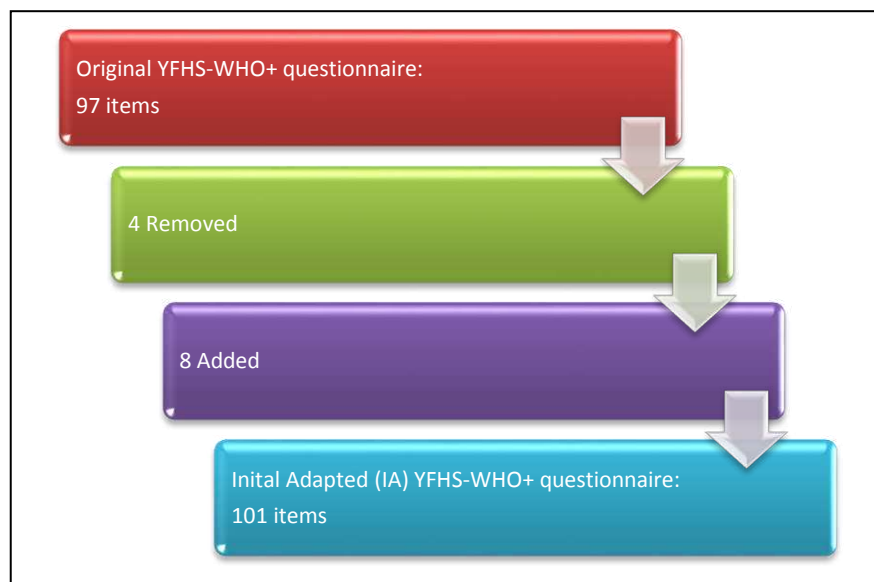 Original YFHS-WHO+ questionnaire:
97 items
4 Removed
8 Added
Inital Adapted (IA) YFHS-WHO+ questionnaire:
101 items